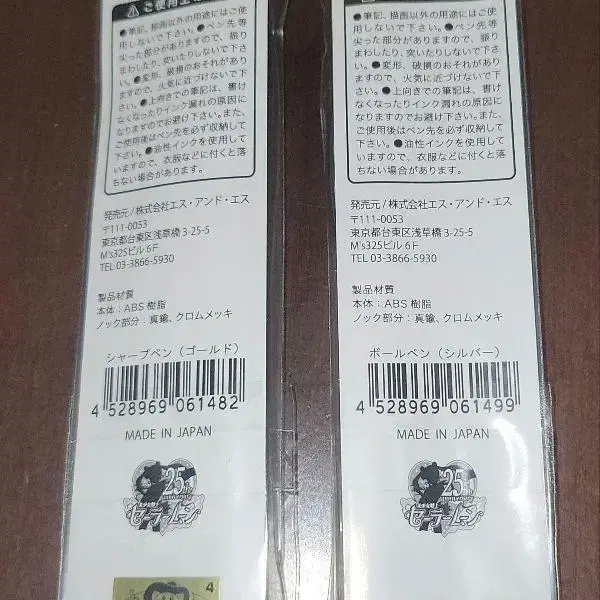 ご使用上
●筆記、描画以外の用途にはご使
用しないで下さい。●ペン先等
尖った部分がありますので、振り
まわしたり、突いたりしないで下さ
い。●変形、破損のおそれがあり
ますので、火気に近づけないで下
さい。●上向きでの筆記は、書け
なくなったりインク漏れの原因に
なりますのでお避け下さい。また、
ご使用後はペン先を必ず収納して
下さい。●油性インクを使用して
いますので、衣服などに付くと落
ちない場合があります。
発売元/株式会社エス・アンド・エス
〒111-0053
東京都台東区浅草橋 3-25-5
M's325ビル 6F
TEL 03-3866-5930
製品材質
本体:ABS 樹脂
ノック部分:真鍮、クロムメッキ
シャープペン(ゴールド)
4 528969 061482
MADE IN JAPAN
25th
Anniversary
セーラームーン
4
●筆記、描画以外の用途にはご使
用しないで下さい。●ペン先等
尖った部分がありますので、振り
まわしたり、突いたりしないで下さ
い。●変形、破損のおそれがあり
ますので、火気に近づけないで下
さい。●上向きでの筆記は、書け
なくなったりインク漏れの原因に
なりますのでお避け下さい。また、
ご使用後はペン先を必ず収納して
下さい。●油性インクを使用して
いますので、衣服などに付くと落
ちない場合があります。
発売元/株式会社エス・アンド・エス
〒111-0053
東京都台東区浅草橋 3-25-5
M's325ビル 6F
TEL 03-3866-5930
製品材質
本体:ABS 樹脂
ノック部分:真鍮、クロムメッキ
ボールペン(シルバー)
4 528969 061499
MADE IN JAPAN
25th
Anniversary
セーラームーン